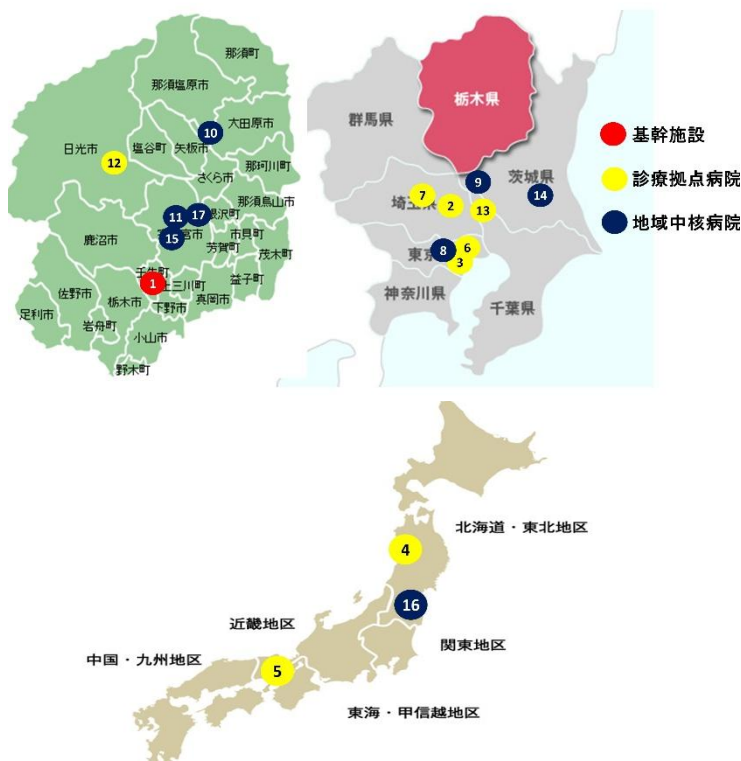 那須町
那須塩原市
10
大田原市
日光市
12
塩谷町
矢板市
那珂川町
さくら市
那須烏山市
11
17
15
鹿沼市
市貝町
芳賀町
茂木町
壬生町
1
上三川町
益子町
佐野市
栃木市
真岡市
下野市
足利市
岩舟町
小山市
野木町
栃木県
群馬県
茨城県
9
14
7
埼玉県
2
13
東京
8
6
3
神奈川県
千葉県
基幹施設
診療拠点病院
地域中核病院
北海道・東北地区
4
16
近畿地区
関東地区
中国・九州地区
5
東海・甲信越地区